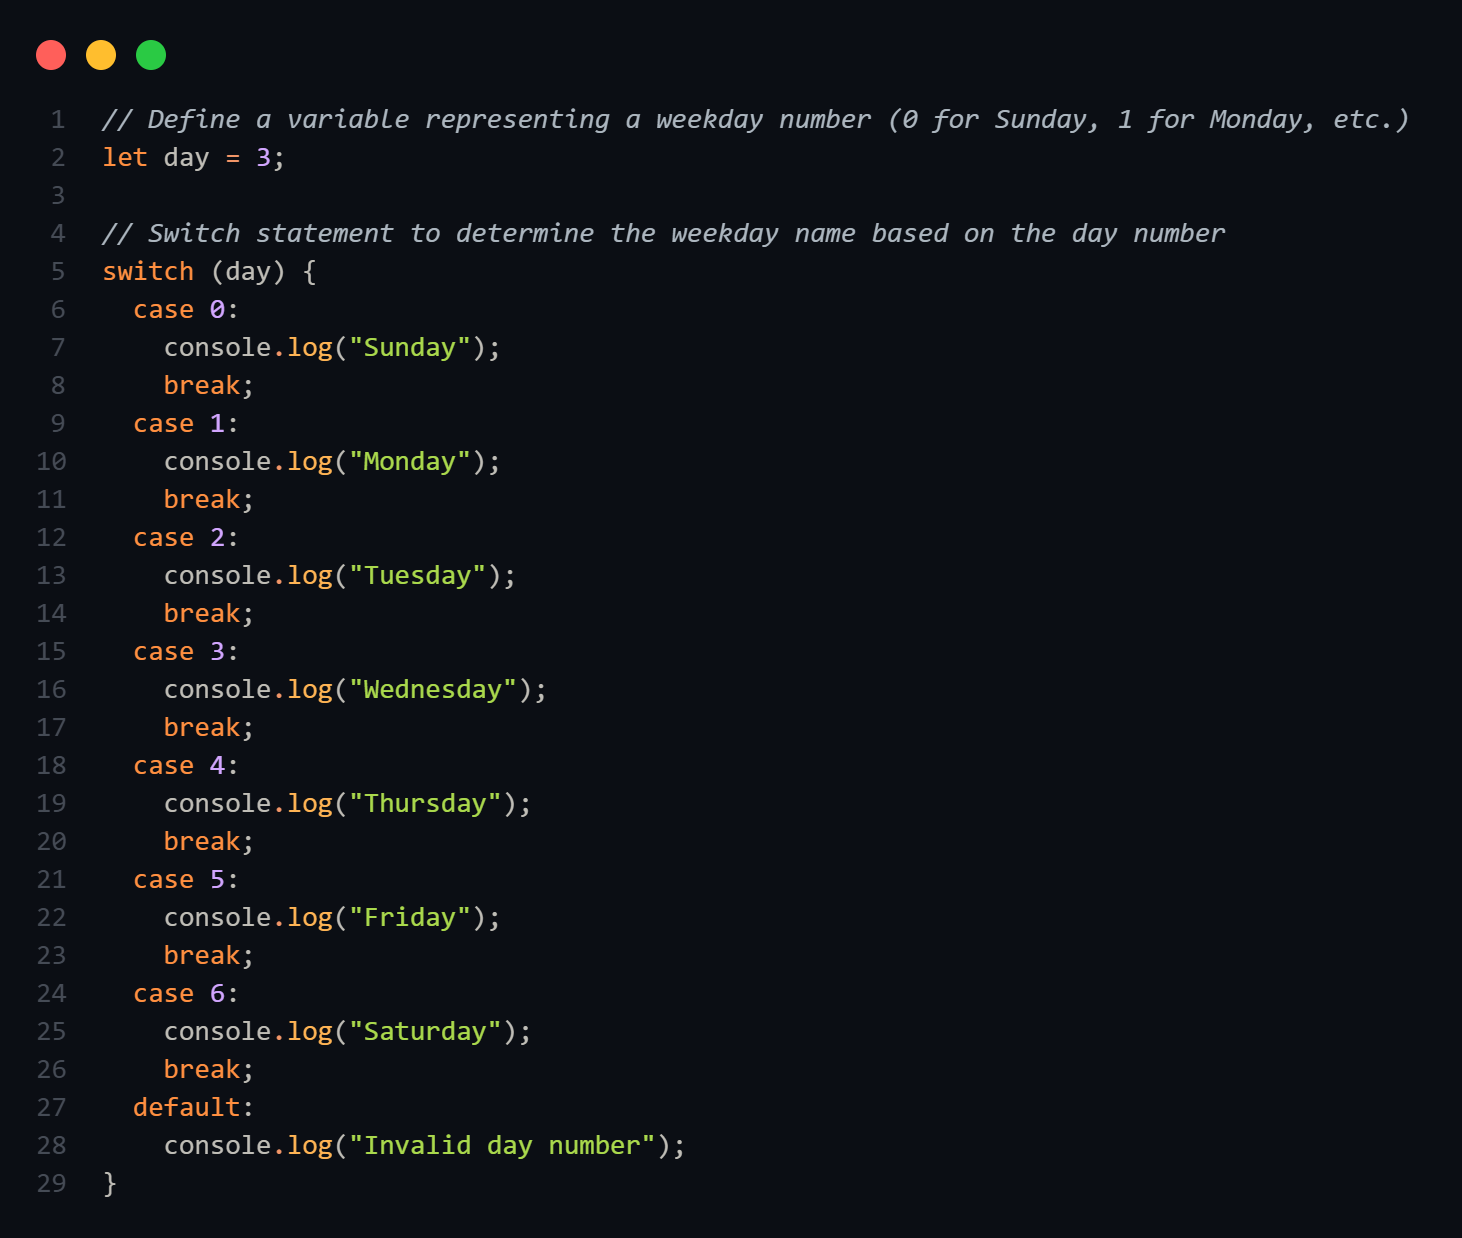 1 // Define a variable representing a weekday number (0 for Sunday, 1 for Monday, etc.)
2 let day = 3;
3
4 // Switch statement to determine the weekday name based on the day number
5 switch (day) {
6   case 0:
7     console.log("Sunday");
8     break;
9   case 1:
10     console.log("Monday");
11     break;
12   case 2:
13     console.log("Tuesday");
14     break;
15   case 3:
16     console.log("Wednesday");
17     break;
18   case 4:
19     console.log("Thursday");
20     break;
21   case 5:
22     console.log("Friday");
23     break;
24   case 6:
25     console.log("Saturday");
26     break;
27   default:
28     console.log("Invalid day number");
29 }